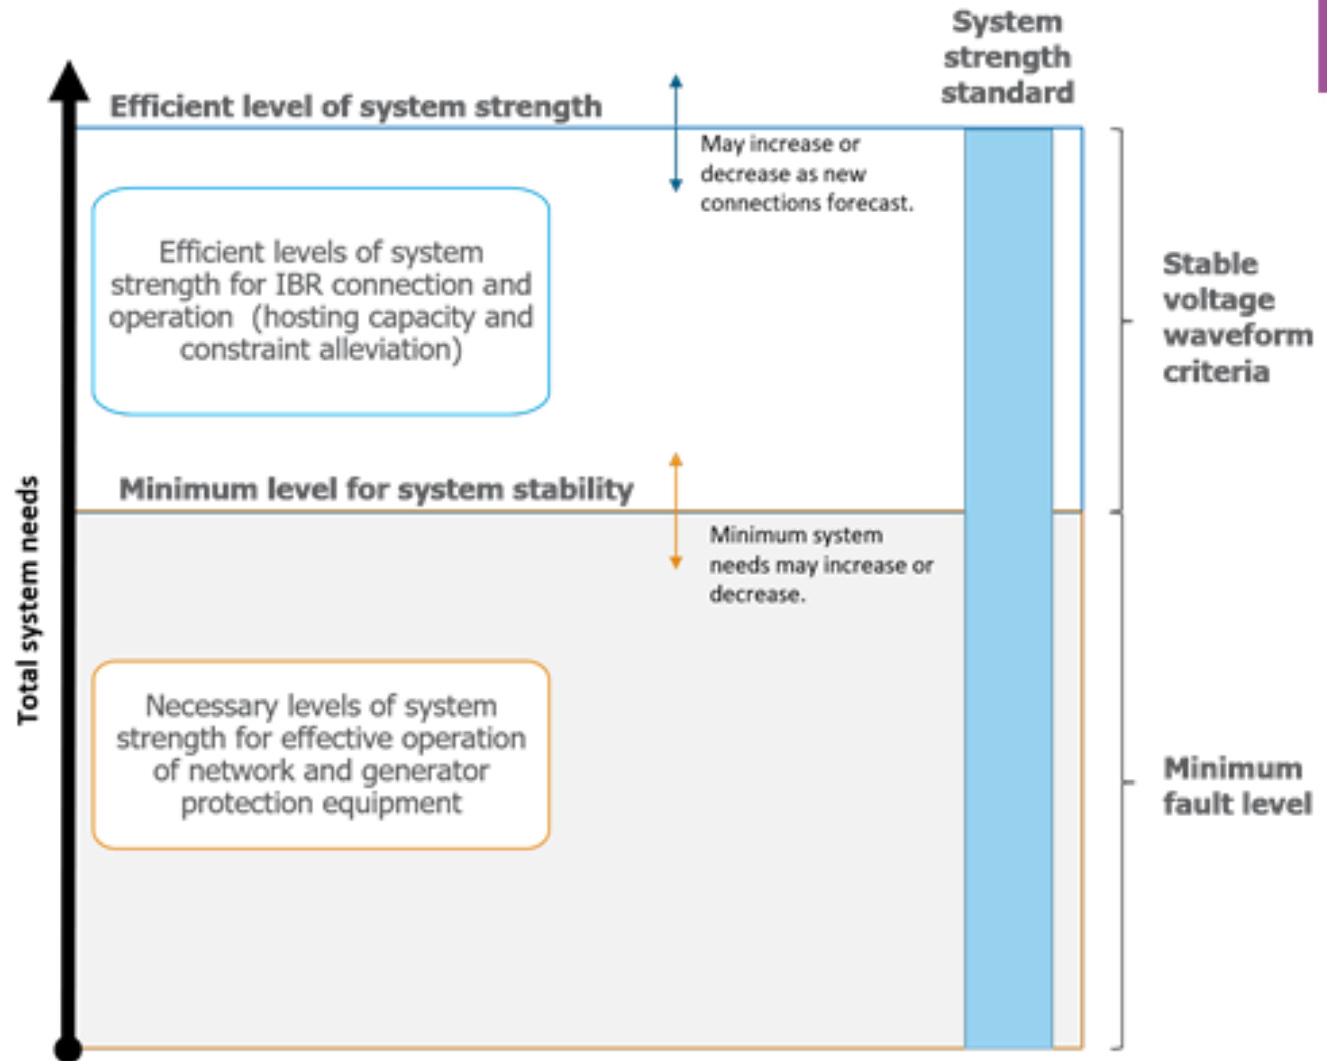 System
strength
standard
Efficient level of system strength
May increase or
decrease as new
connections forecast.
Efficient levels of system
strength for IBR connection and
operation (hosting capacity and
constraint alleviation)
Stable
voltage
waveform
criteria
Minimum level for system stability
Minimum system
needs may increase or
decrease.
Total system needs
Necessary levels of system
strength for effective operation
of network and generator
protection equipment
Minimum
fault level